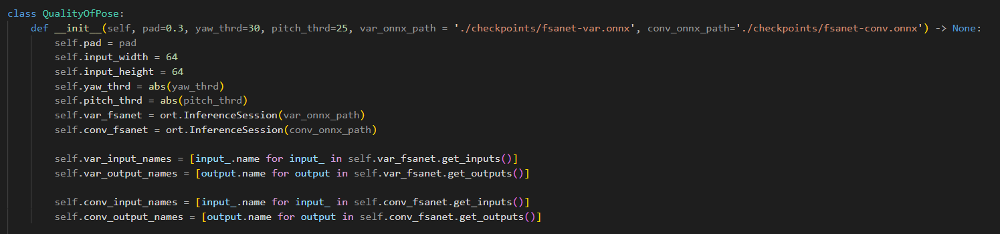 class QualityOfPose:
    def __init__(self, pad=0.3, yaw_thrd=30, pitch_thrd=25, var_onnx_path = './checkpoints/fsanet-var.onnx', conv_onnx_path='./checkpoints/fsanet-conv.onnx') -> None:
        self.pad = pad
        self.input_width = 64
        self.input_height = 64
        self.yaw_thrd = abs(yaw_thrd)
        self.pitch_thrd = abs(pitch_thrd)
        self.var_fsanet = ort.InferenceSession(var_onnx_path)
        self.conv_fsanet = ort.InferenceSession(conv_onnx_path)

        self.var_input_names = [input_.name for input_ in self.var_fsanet.get_inputs()]
        self.var_output_names = [output.name for output in self.var_fsanet.get_outputs()]

        self.conv_input_names = [input_.name for input_ in self.conv_fsanet.get_inputs()]
        self.conv_output_names = [output.name for output in self.conv_fsanet.get_outputs()]